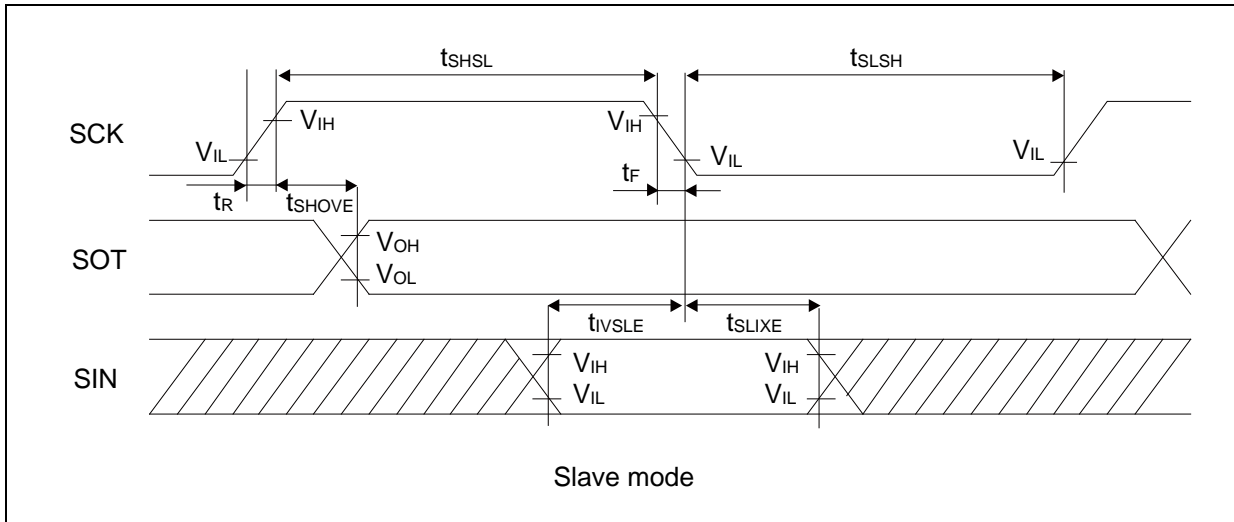 tSHSL
tSLSH
SCK
VIH
VIH
VIL
VIL
VIL
tF
tR
tSHOVE
SOT
VOH
VOL
tIVSLE
tSLIXE
SIN
VIH
VIH
VIL
VIL
Slave mode